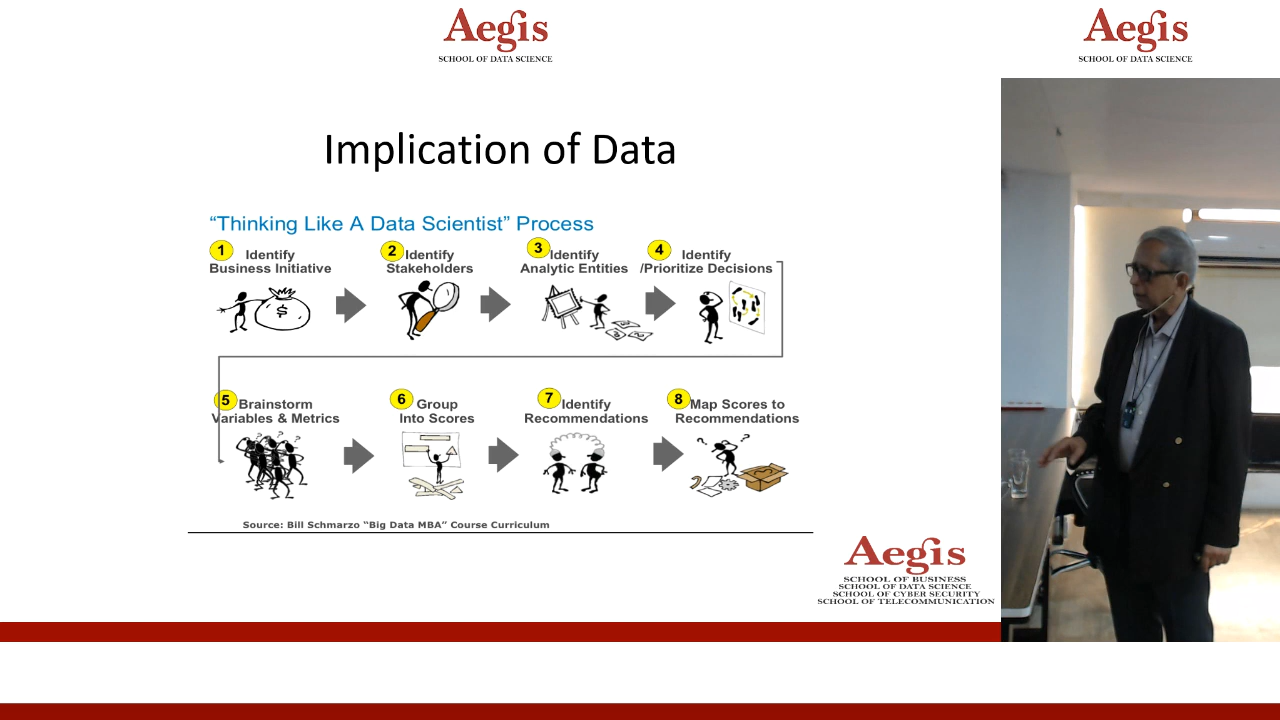 Aegis
SCHOOL OF DATA SCIENCE
Aegis
SCHOOL OF DATA SCIENCE
Implication of Data
“Thinking Like A Data Scientist” Process
1 Identify
Business Initiative
2 Identify
Stakeholders
3 Identify
Analytic Entities
4 Identify
/Prioritize Decisions
$
5 Brainstorm
Variables & Metrics
6 Group
Into Scores
7 Identify
Recommendations
8 Map Scores to
Recommendations
? ? ? ?
? ?
Source: Bill Schmarzo “Big Data MBA” Course Curriculum
Aegis
SCHOOL OF BUSINESS
SCHOOL OF DATA SCIENCE
SCHOOL OF CYBER SECURITY
SCHOOL OF TELECOMMUNICATION